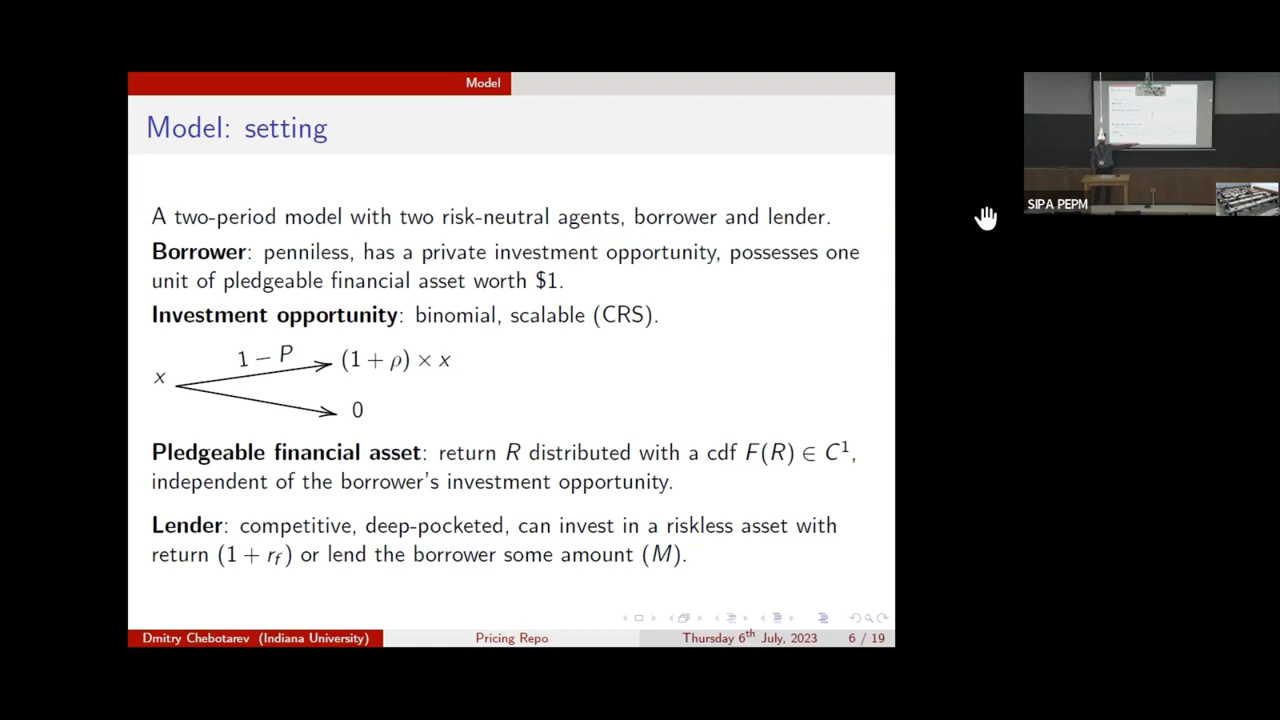 Model
Model: setting
A two-period model with two risk-neutral agents, borrower and lender.
Borrower: penniless, has a private investment opportunity, possesses one
unit of pledgeable financial asset worth $1.
Investment opportunity: binomial, scalable (CRS).
1 − P
(1 + ρ) × x
x
0
Pledgeable financial asset: return R distributed with a cdf F(R) ∈ C¹,
independent of the borrower's investment opportunity.
Lender: competitive, deep-pocketed, can invest in a riskless asset with
return (1 + r_f) or lend the borrower some amount (M).
Dmitry Chebotarev (Indiana University)
Pricing Repo
Thursday 6th July, 2023
6 / 19
SIPA PEPM